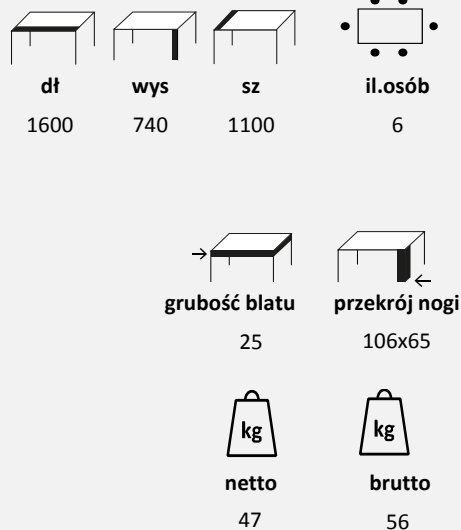 dł wys sz il.osób
1600 740 1100 6
grubość blatu przekrój nogi
25 106x65
kg kg
netto brutto
47 56